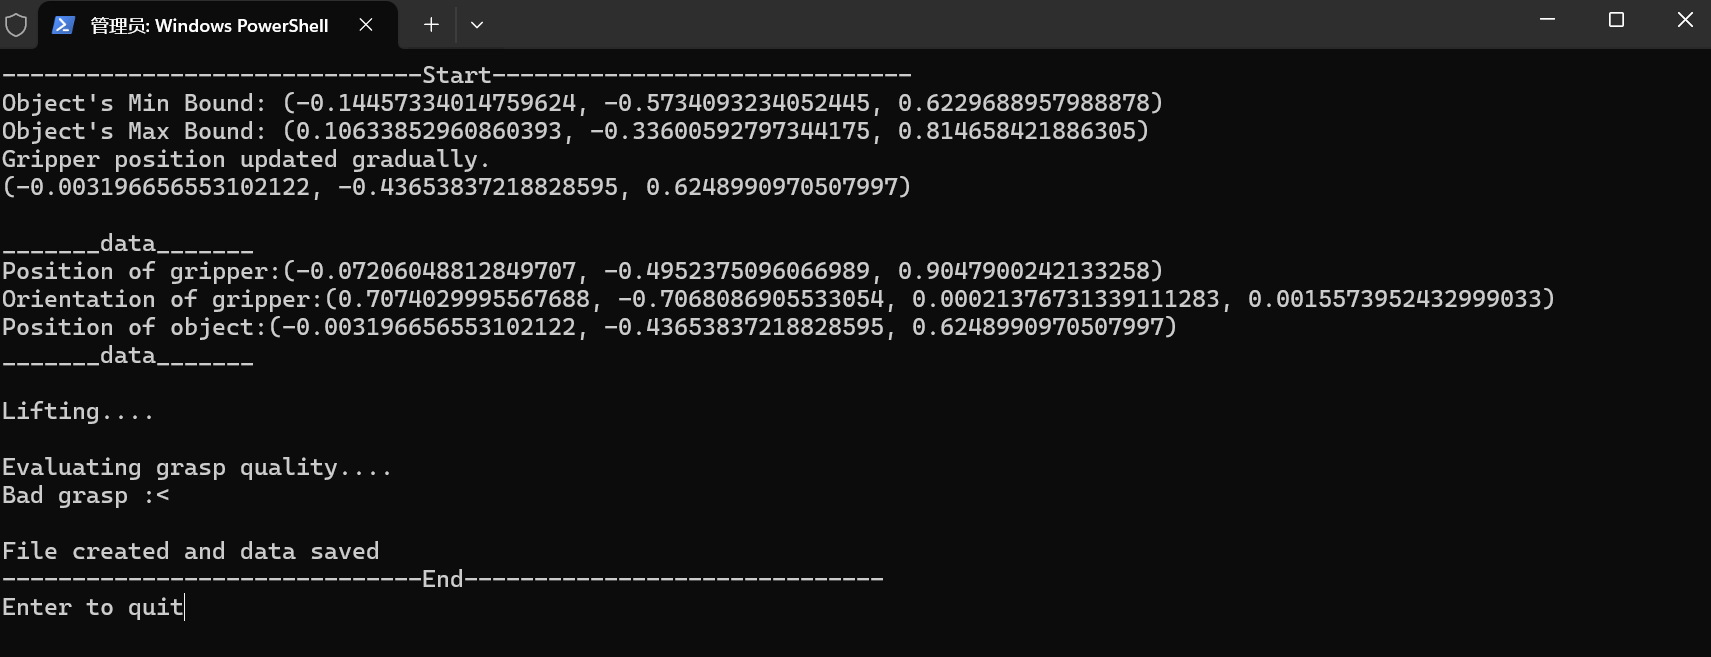 管理员: Windows PowerShell
------------------------------Start------------------------------
Object's Min Bound: (-0.14457334014759624, -0.5734093234052445, 0.6229688957988878)
Object's Max Bound: (0.10633852960860393, -0.33600592797344175, 0.814658421886305)
Gripper position updated gradually.
(-0.003196656553102122, -0.43653837218828595, 0.6248990970507997)
_______data_______
Position of gripper:(-0.07206048812849707, -0.4952375096066989, 0.9047900242133258)
Orientation of gripper:(0.7074029995567688, -0.7068086905533054, 0.00021376731339111283, 0.0015573952432999033)
Position of object:(-0.003196656553102122, -0.43653837218828595, 0.6248990970507997)
_______data_______
Lifting....
Evaluating grasp quality....
Bad grasp :<
File created and data saved
------------------------------End------------------------------
Enter to quit